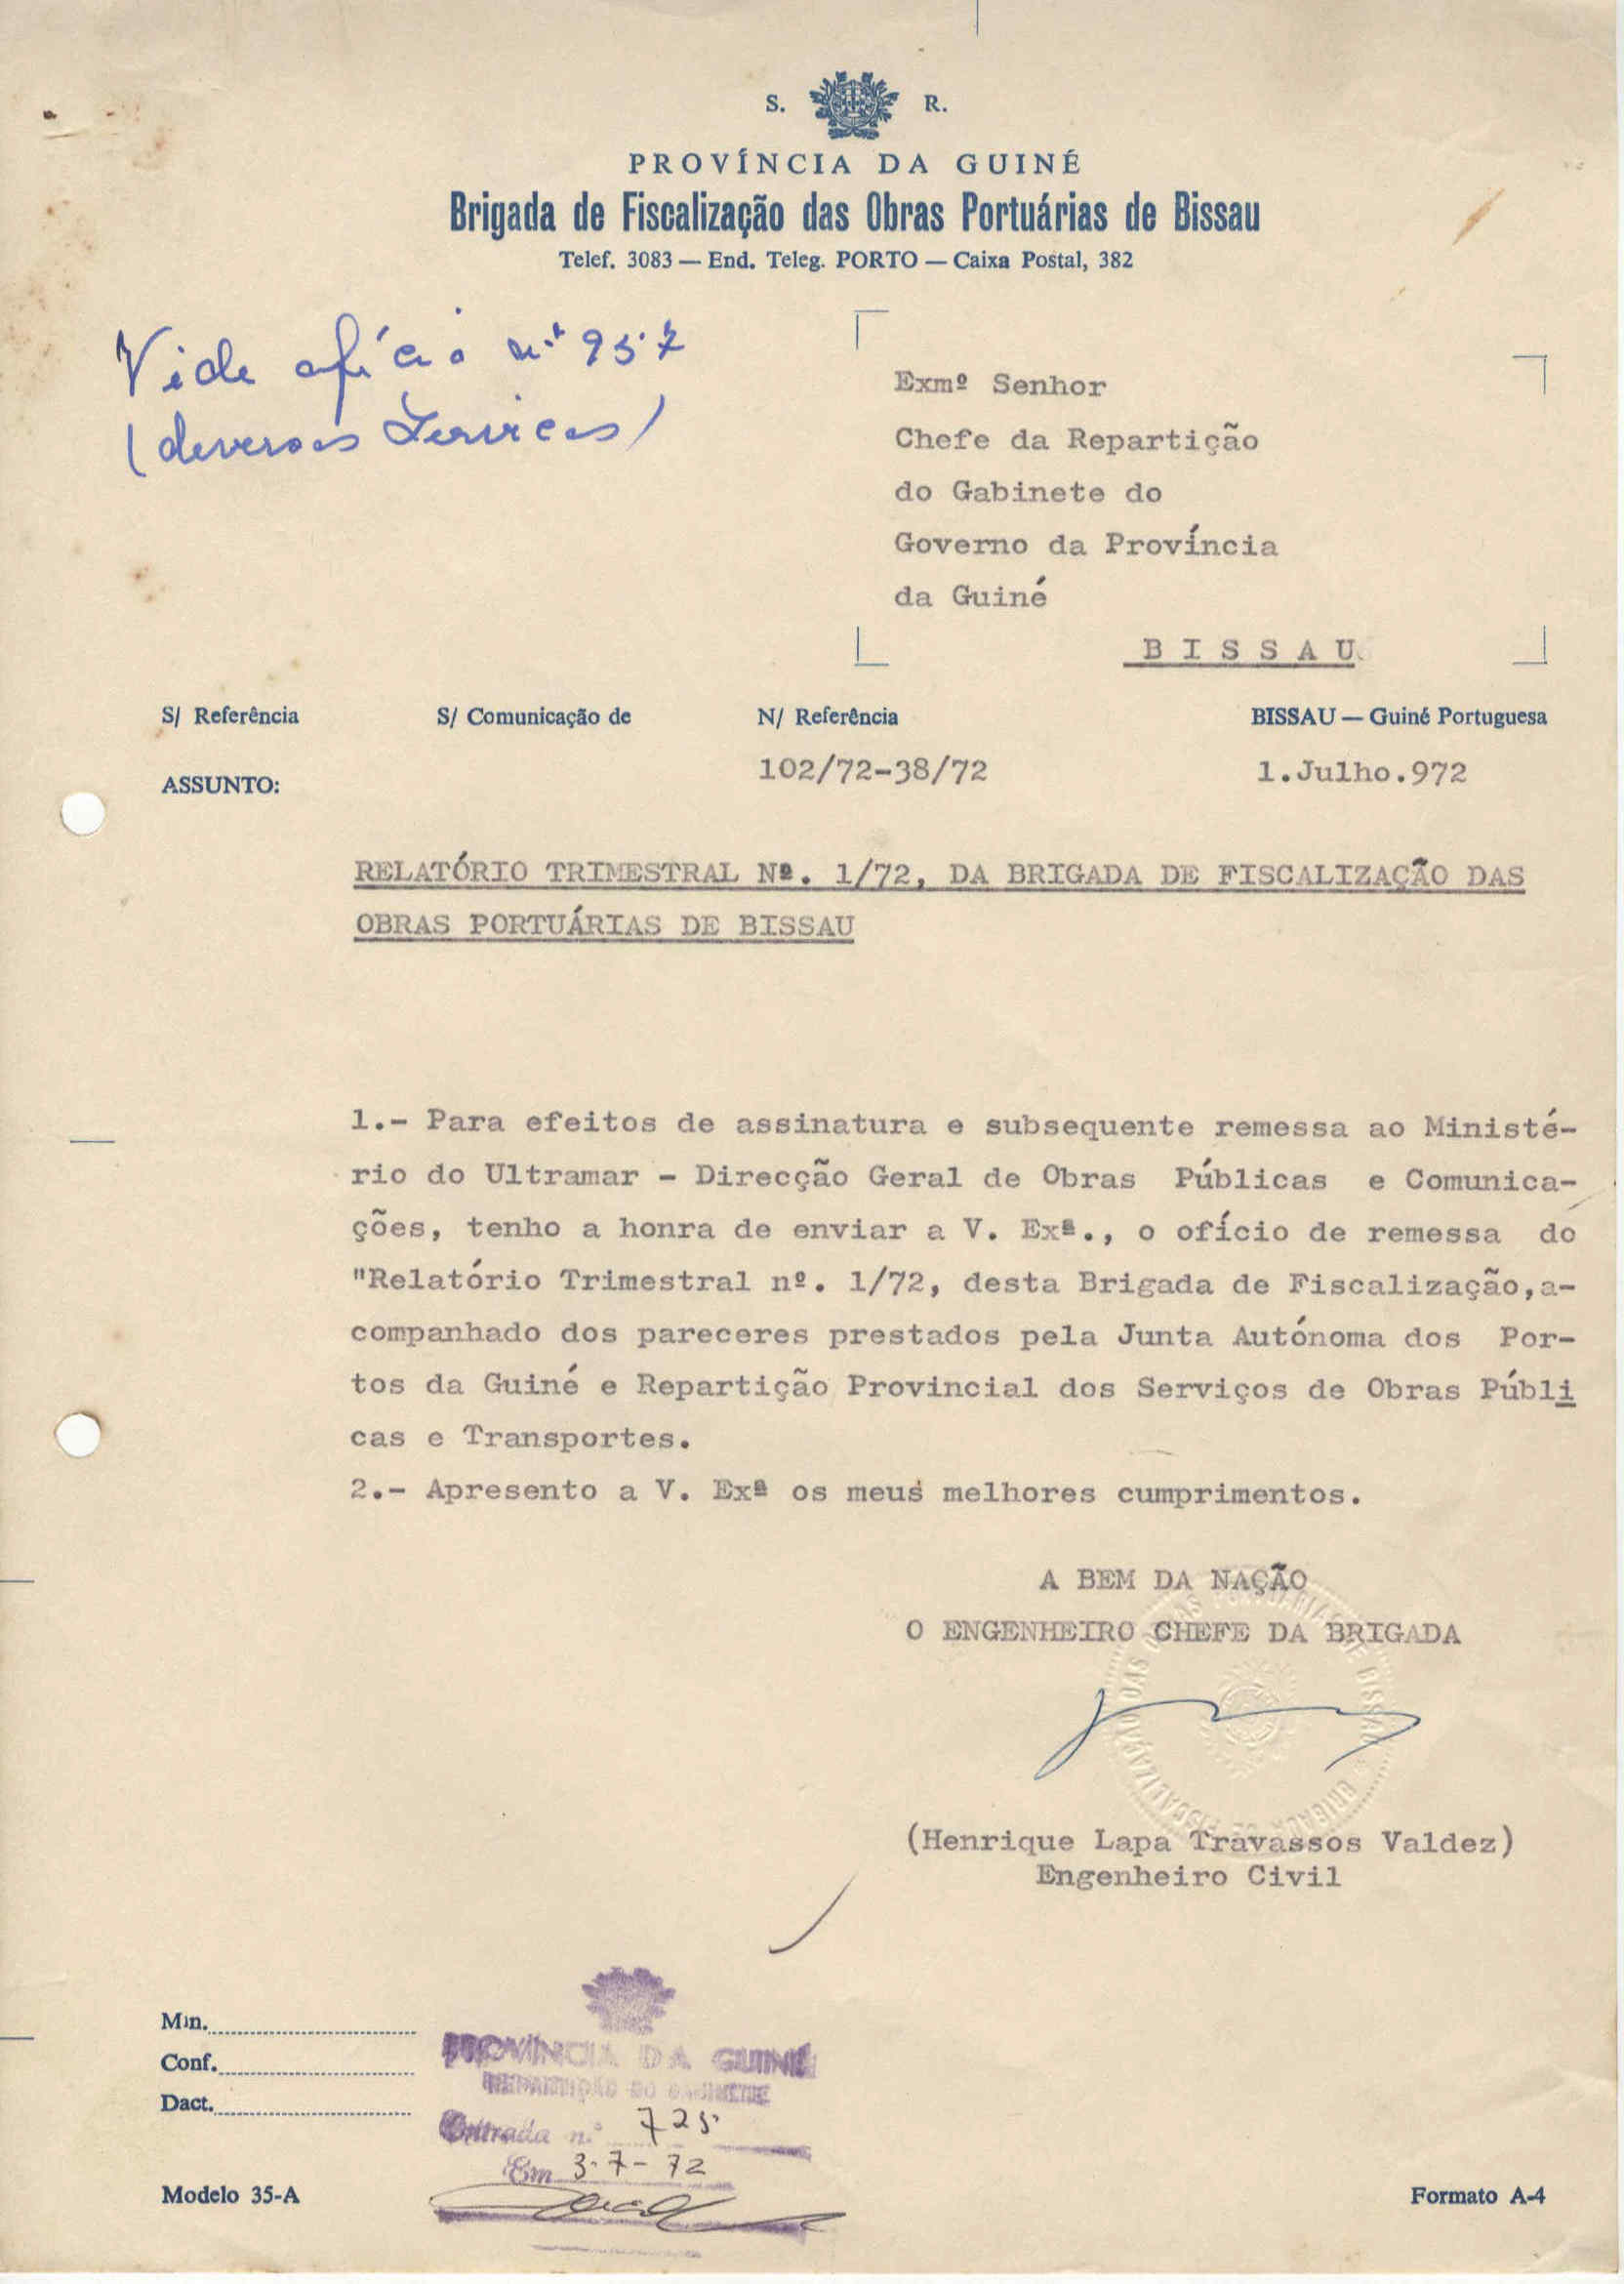 S. R.
PROVÍNCIA DA GUINÉ
Brigada de Fiscalização das Obras Portuárias de Bissau
Telef. 3083 — End. Teleg. PORTO — Caixa Postal, 382
Vide ofício nº 957
(diversos Serviços)
Exmº Senhor
Chefe da Repartição
do Gabinete do
Governo da Província
da Guiné
B I S S A U
S/ Referência S/ Comunicação de N/ Referência BISSAU — Guiné Portuguesa
102/72-38/72 1.Julho.972
ASSUNTO:
RELATÓRIO TRIMESTRAL Nº. 1/72, DA BRIGADA DE FISCALIZAÇÃO DAS
OBRAS PORTUÁRIAS DE BISSAU
1.- Para efeitos de assinatura e subsequente remessa ao Ministé-
rio do Ultramar - Direcção Geral de Obras Públicas e Comunica-
ções, tenho a honra de enviar a V. Exª., o ofício de remessa do
"Relatório Trimestral nº. 1/72, desta Brigada de Fiscalização,a-
companhado dos pareceres prestados pela Junta Autónoma dos Por-
tos da Guiné e Repartição Provincial dos Serviços de Obras Públi
cas e Transportes.
2.- Apresento a V. Exª os meus melhores cumprimentos.
A BEM DA NAÇÃO
O ENGENHEIRO CHEFE DA BRIGADA
(Henrique Lapa Travassos Valdez)
Engenheiro Civil
Min.
Conf.
Dact.
PROVÍNCIA DA GUINÉ
REPARTIÇÃO DO GABINETE
Entrada n.º 725
Em 3-7-72
Modelo 35-A Formato A-4